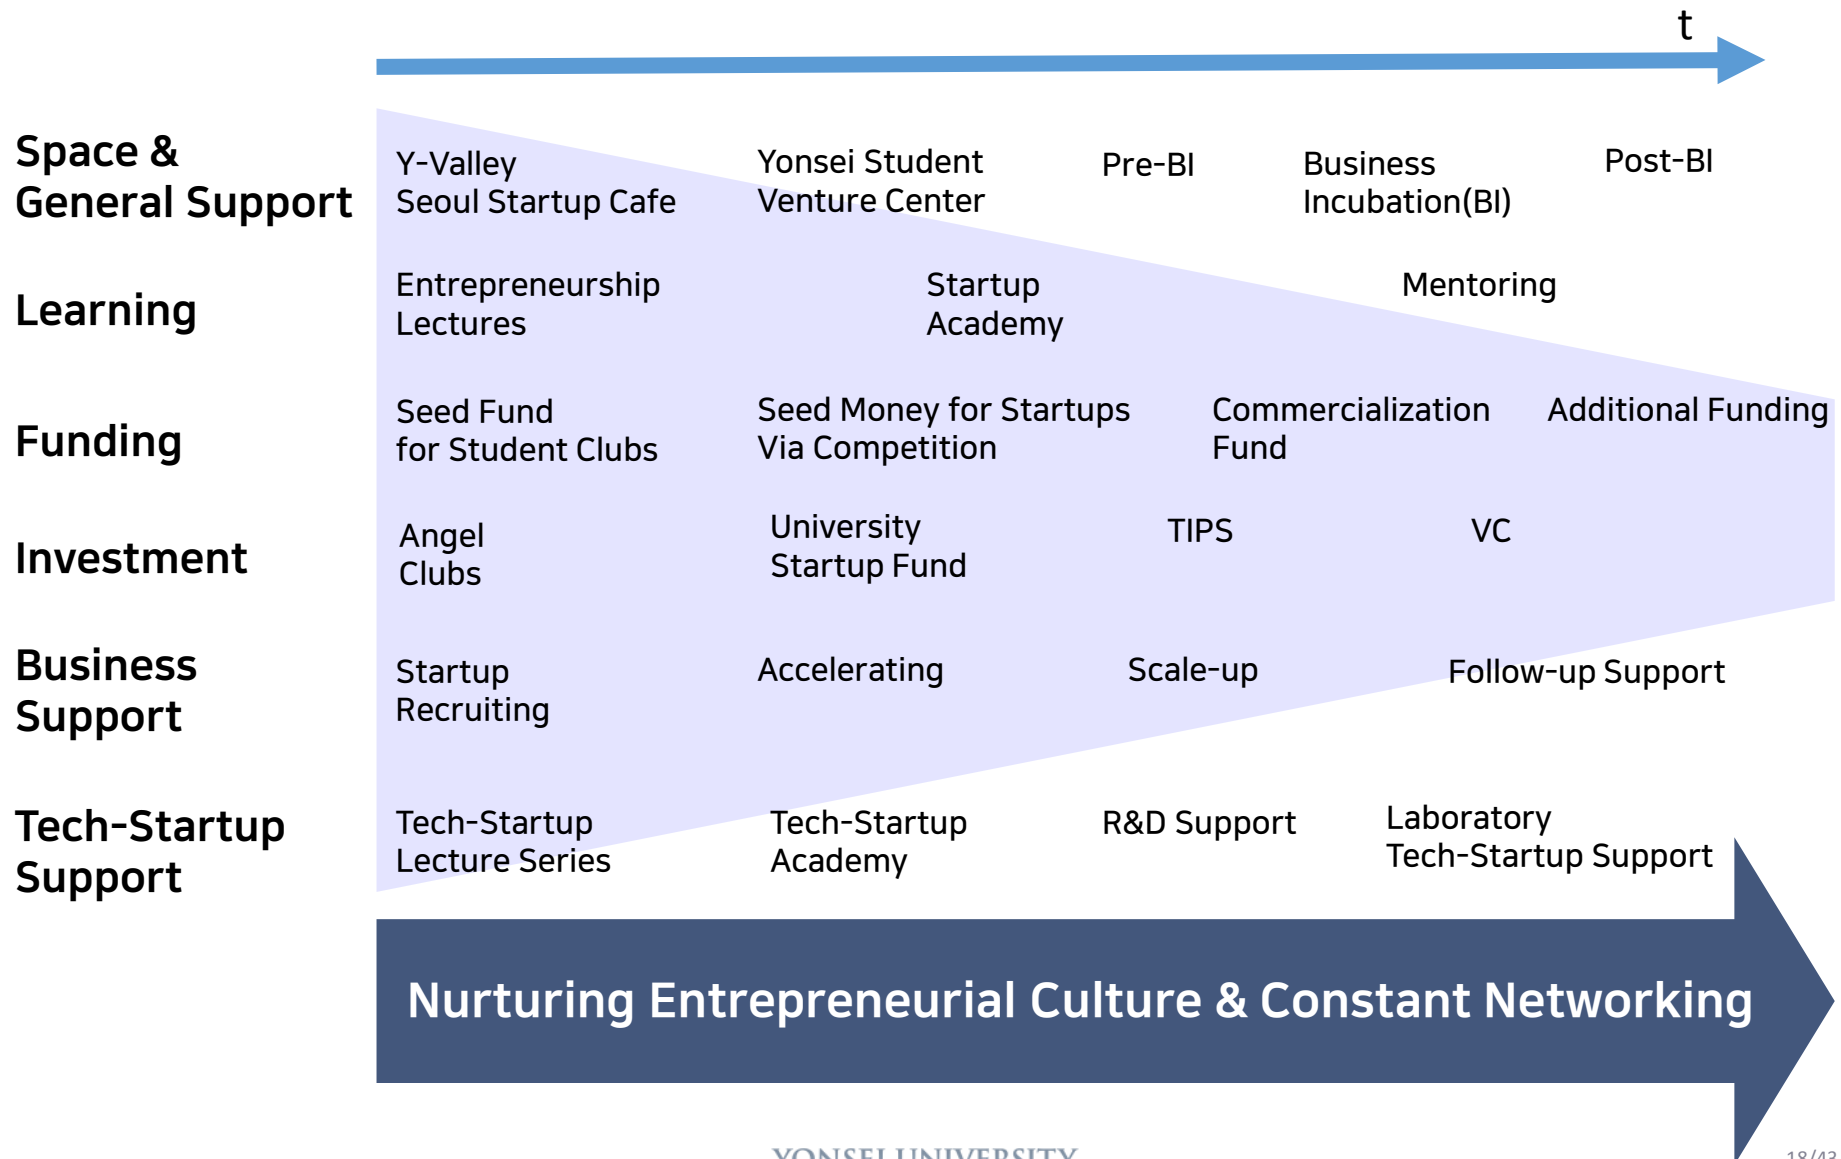 t
Space &
General Support
Y-Valley
Seoul Startup Cafe
Yonsei Student
Venture Center
Pre-BI
Business
Incubation(BI)
Post-BI
Learning
Entrepreneurship
Lectures
Startup
Academy
Mentoring
Funding
Seed Fund
for Student Clubs
Seed Money for Startups
Via Competition
Commercialization
Fund
Additional Funding
Investment
Angel
Clubs
University
Startup Fund
TIPS
VC
Business
Support
Startup
Recruiting
Accelerating
Scale-up
Follow-up Support
Tech-Startup
Support
Tech-Startup
Lecture Series
Tech-Startup
Academy
R&D Support
Laboratory
Tech-Startup Support
Nurturing Entrepreneurial Culture & Constant Networking
YONSEI UNIVERSITY
18/43